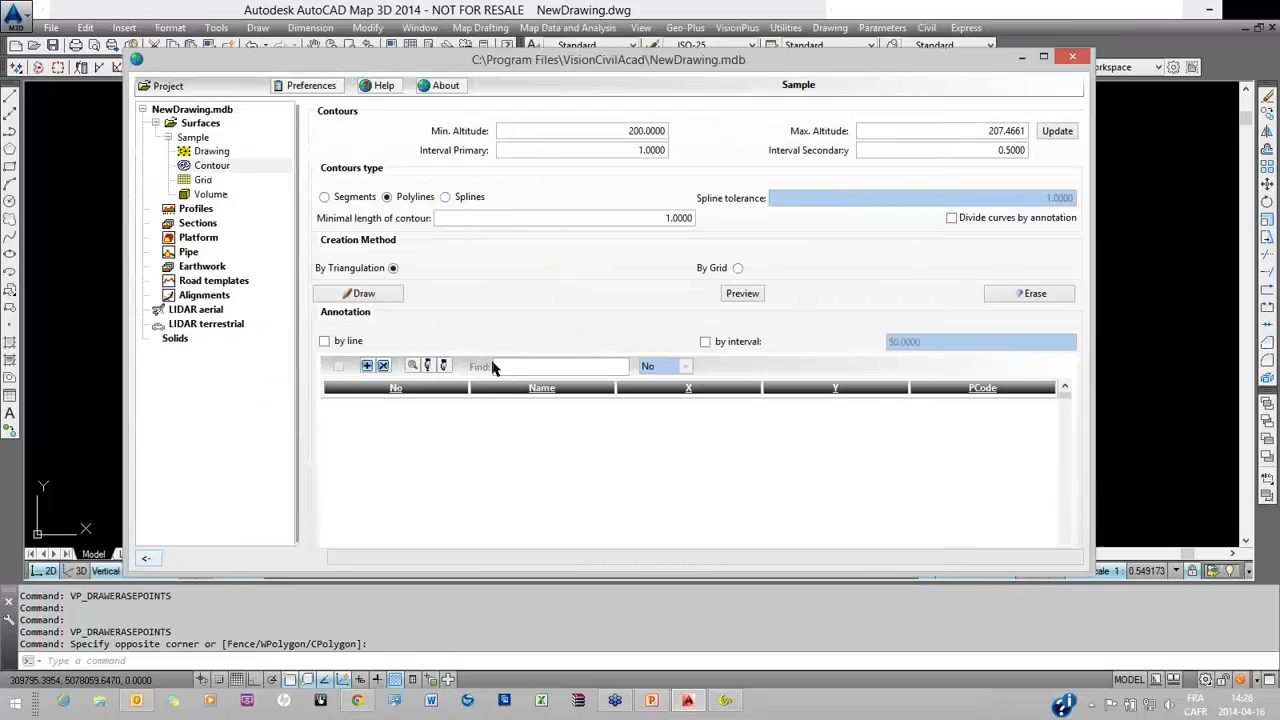 Autodesk AutoCAD Map 3D 2014 - NOT FOR RESALE NewDrawing.dwg
File Edit Insert Format Tools Draw Dimension Modify Window Map Drafting Map Data and Analysis Geo-Plus VisionPlus View Utilities Drawing Parameters Civil Express
Standard ISO-25 Standard Standard
C:\Program Files\VisionCivilAcad\NewDrawing.mdb
orkspace
Project Preferences Help About Sample
NewDrawing.mdb
Surfaces
Sample
Drawing
Contour
Grid
Volume
Profiles
Sections
Platform
Pipe
Earthwork
Road templates
Alignments
LIDAR aerial
LIDAR terrestrial
Solids
<-
Contours
Min. Altitude: 200.0000 Max. Altitude: 207.4661 Update
Interval Primary: 1.0000 Interval Secondar:y 0.5000
Contours type
Segments Polylines Splines Spline tolerance: 1.0000
Minimal length of contour: 1.0000 Divide curves by annotation
Creation Method
By Triangulation By Grid
Draw Preview Erase
Annotation
by line by interval: 50.0000
Find: No
No Name X Y PCode
Y
X
Model L
2D 3D Vertical cale 1 : 0.549173
Command: VP_DRAWERASEPOINTS
Command:
Command:
Command: VP_DRAWERASEPOINTS
Command: Specify opposite corner or [Fence/WPolygon/CPolygon]:
Type a command
309795.3954, 5078059.6470, 0.0000 MODEL
FRA 14:26
CAFR 2014-04-16